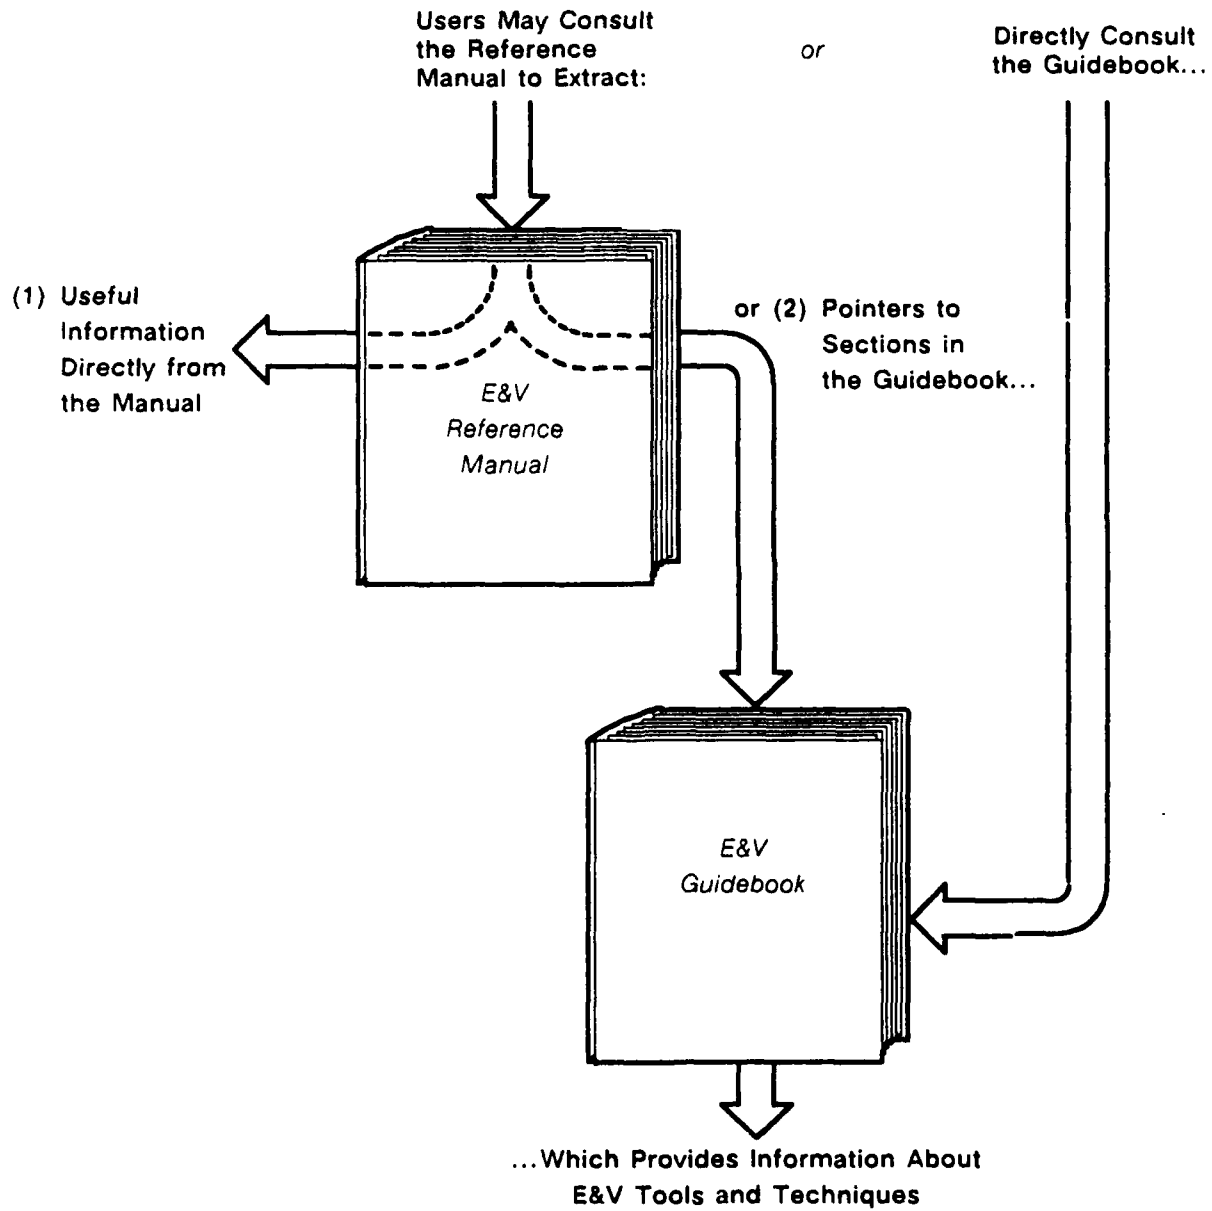 Users May Consult
the Reference
Manual to Extract:
or
Directly Consult
the Guidebook...
(1) Useful
Information
Directly from
the Manual
or (2) Pointers to
Sections in
the Guidebook...
E&V
Reference
Manual
E&V
Guidebook
...Which Provides Information About
E&V Tools and Techniques